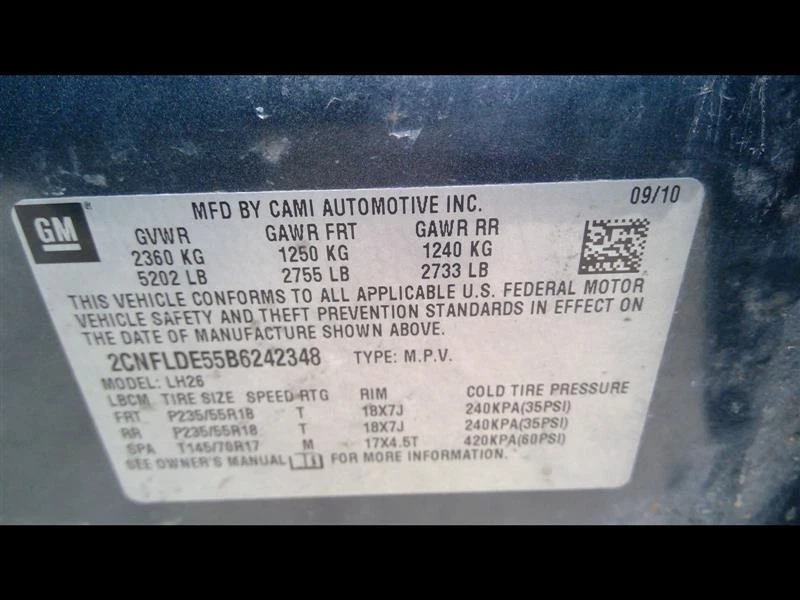 GM ®
MFD BY CAMI AUTOMOTIVE INC. 09/10
GVWR GAWR FRT GAWR RR
2360 KG 1250 KG 1240 KG
5202 LB 2755 LB 2733 LB
THIS VEHICLE CONFORMS TO ALL APPLICABLE U.S. FEDERAL MOTOR
VEHICLE SAFETY AND THEFT PREVENTION STANDARDS IN EFFECT ON
THE DATE OF MANUFACTURE SHOWN ABOVE.
2CNFLDE55B6242348 TYPE: M.P.V.
MODEL: LH26
LBCM TIRE SIZE SPEED RTG RIM COLD TIRE PRESSURE
FRT P235/55R18 T 18X7J 240KPA(35PSI)
RR P235/55R18 T 18X7J 240KPA(35PSI)
SPA T145/70R17 M 17X4.5T 420KPA(60PSI)
SEE OWNER'S MANUAL FOR MORE INFORMATION.